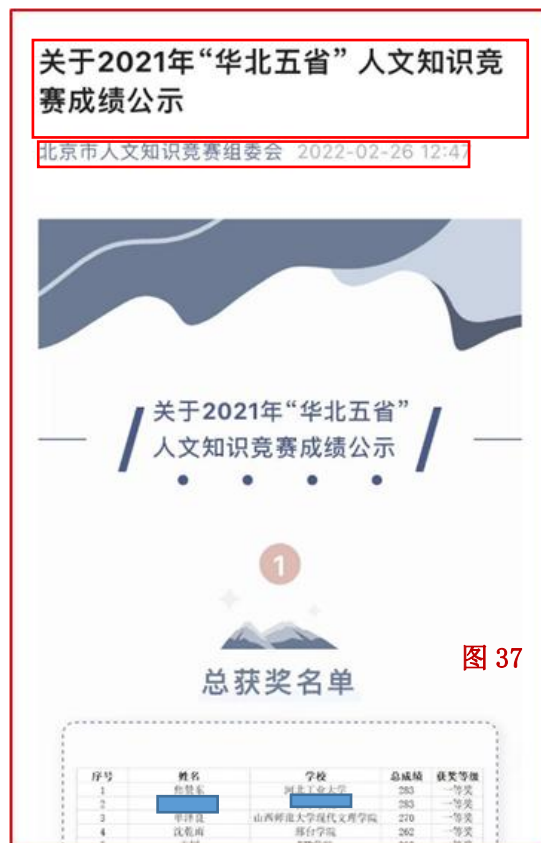 关于2021年“华北五省” 人文知识竞
赛成绩公示
北京市人文知识竞赛组委会 2022-02-26 12:47
关于2021年“华北五省”
人文知识竞赛成绩公示
1
总获奖名单
图 37
序号 姓名 学校 总成绩 获奖等级
1 河北工业大学 283 一等奖
2 283 一等奖
3 山西师范大学现代文理学院 270 一等奖
4 沈乾雨 邢台学院 262 一等奖